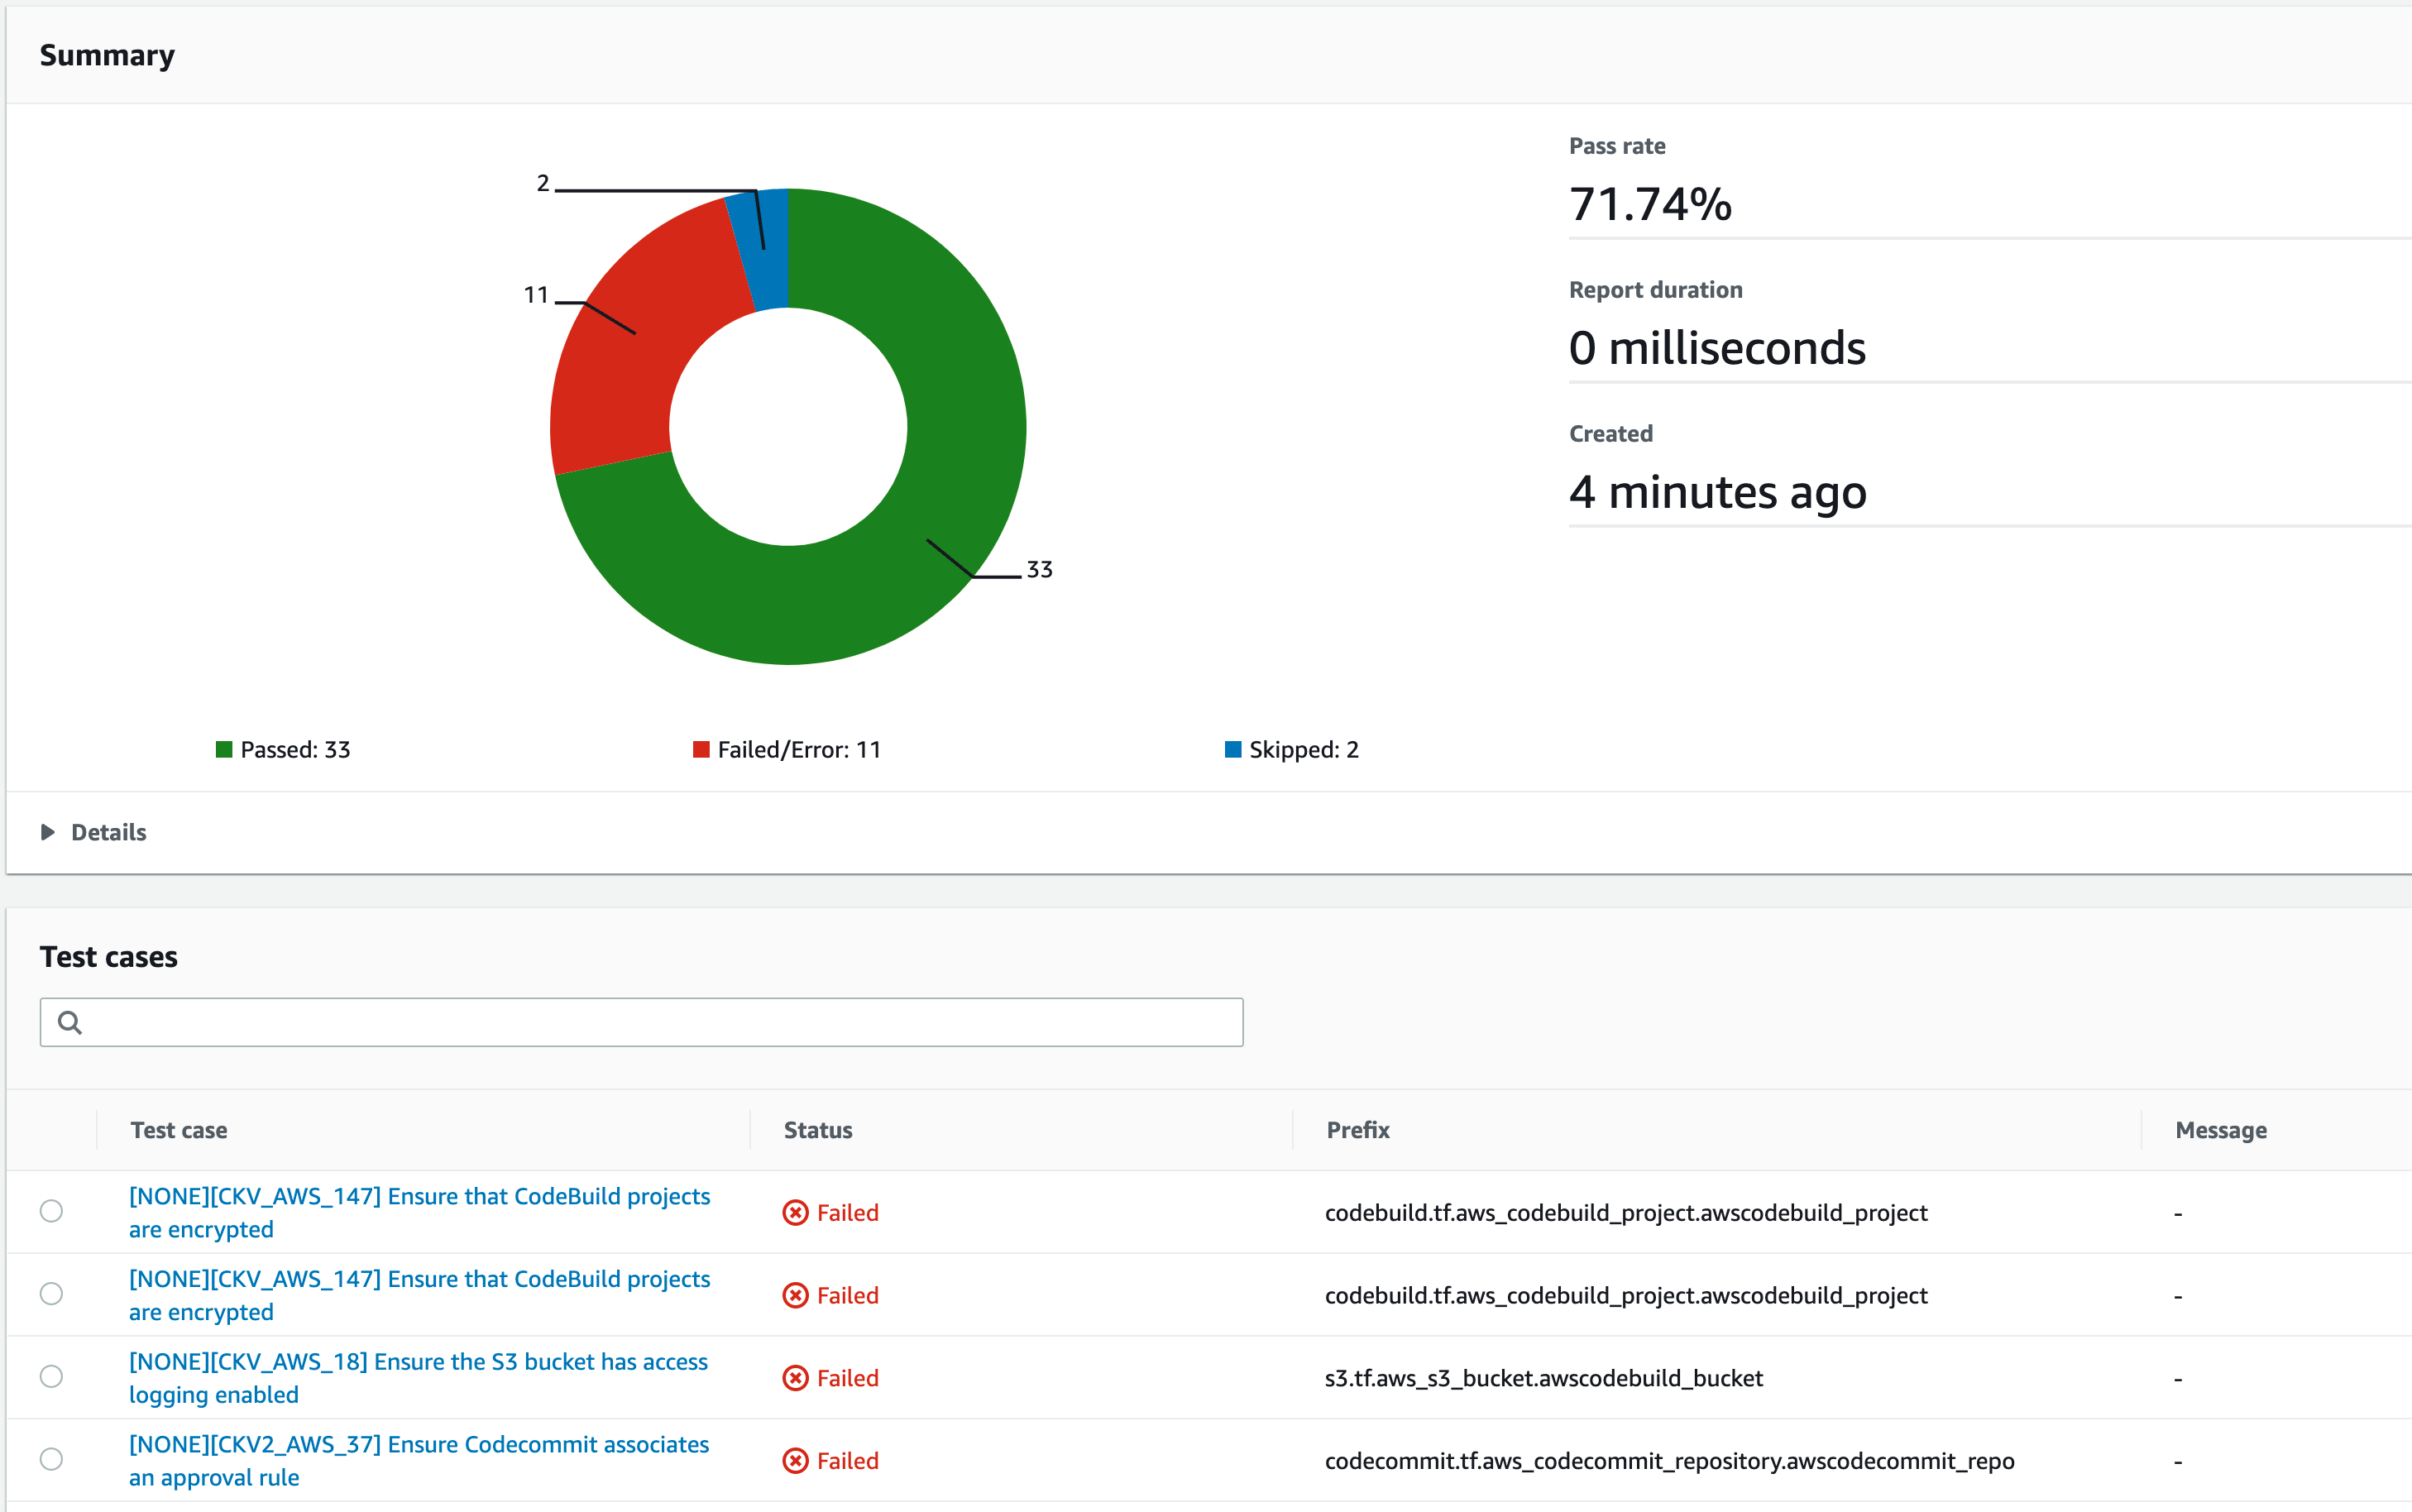 Summary
2
11
33
Passed: 33
Failed/Error: 11
Skipped: 2
Pass rate
71.74%
Report duration
0 milliseconds
Created
4 minutes ago
Details
Test cases
Test case Status Prefix Message
[NONE][CKV_AWS_147] Ensure that CodeBuild projects
are encrypted
Failed
codebuild.tf.aws_codebuild_project.awscodebuild_project
-
[NONE][CKV_AWS_147] Ensure that CodeBuild projects
are encrypted
Failed
codebuild.tf.aws_codebuild_project.awscodebuild_project
-
[NONE][CKV_AWS_18] Ensure the S3 bucket has access
logging enabled
Failed
s3.tf.aws_s3_bucket.awscodebuild_bucket
-
[NONE][CKV2_AWS_37] Ensure Codecommit associates
an approval rule
Failed
codecommit.tf.aws_codecommit_repository.awscodecommit_repo
-